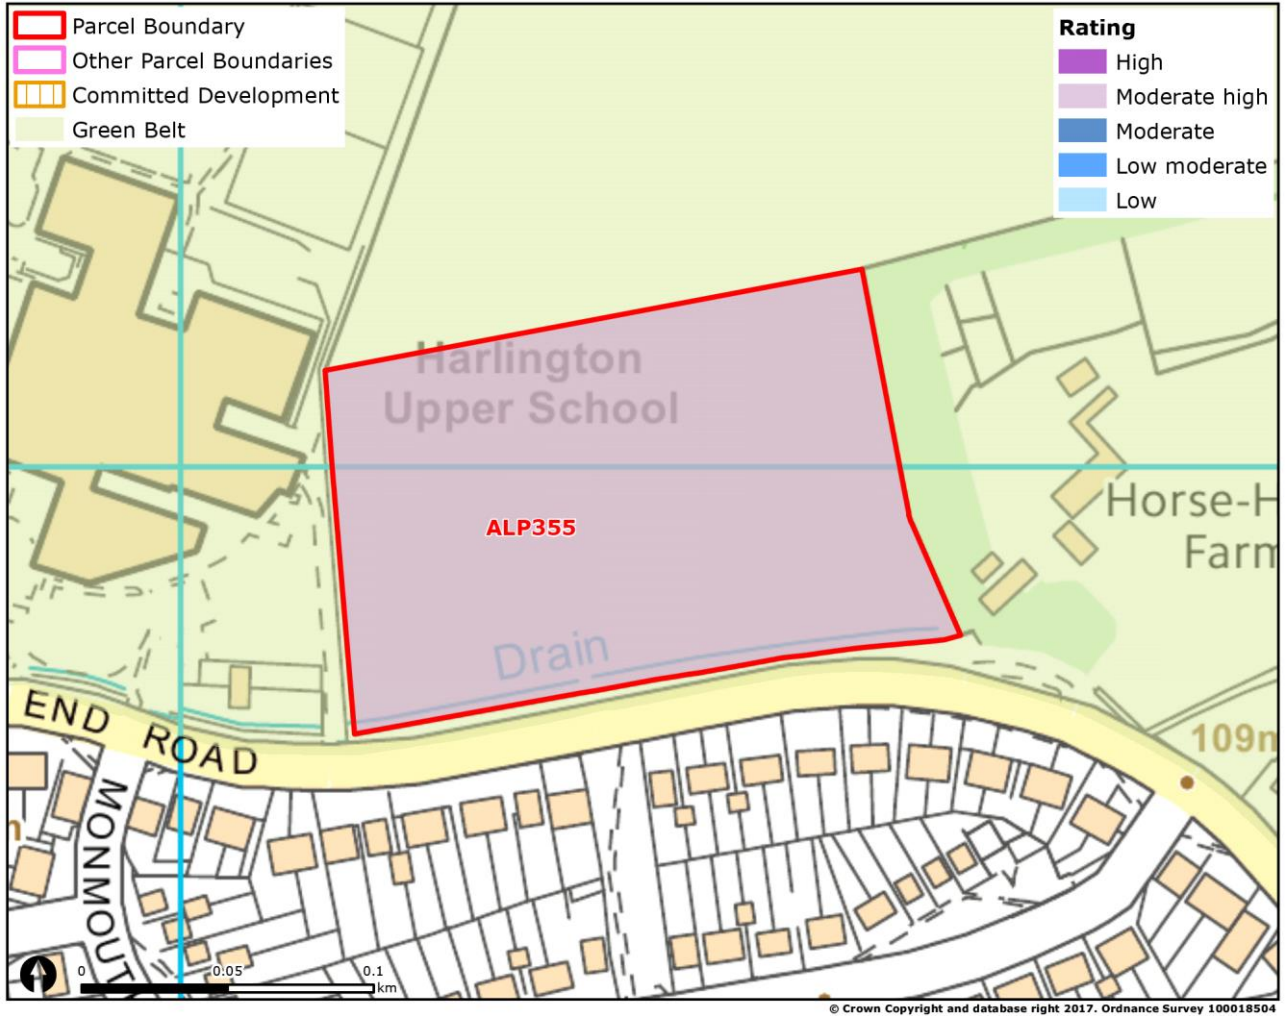 Parcel Boundary
Other Parcel Boundaries
Committed Development
Green Belt
Rating
High
Moderate high
Moderate
Low moderate
Low
Harlington
Upper School
ALP355
Horse-H
Farm
Drain
END ROAD
109m
MONMOUT
0 0.05 0.1
km
© Crown Copyright and database right 2017. Ordnance Survey 100018504